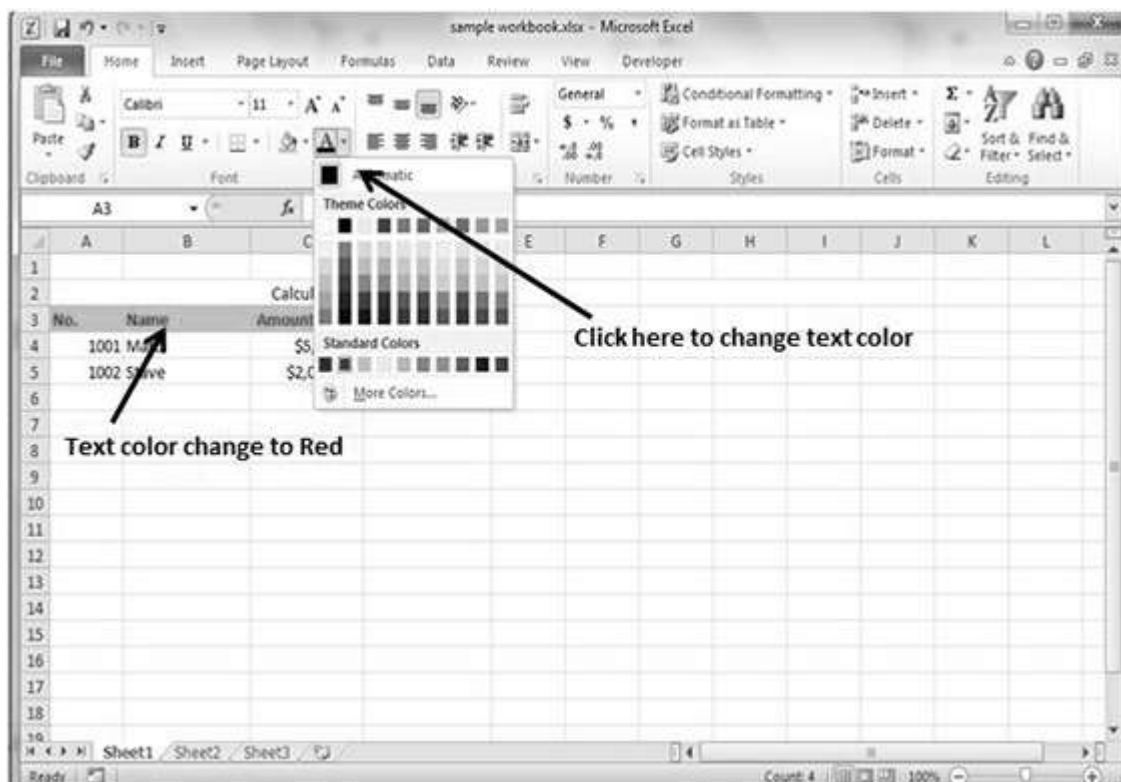 sample workbook.xlsx - Microsoft Excel
File Home Insert Page Layout Formulas Data Review View Developer
Calibri 11 A A General Conditional Formatting Insert Σ
Paste B I U A $ % , Format as Table Delete Sort & Find &
Cell Styles Format Filter Select
Clipboard Font Number Styles Cells Editing
Automatic
A3 fx
Theme Colors
A B C E F G H I J K L
1
2 Calcul
3 No. Name Amount
Click here to change text color
Standard Colors
4 1001 $5,
5 1002 $2,0
More Colors...
6
7
8 Text color change to Red
9
10
11
12
13
14
15
16
17
18
19
Sheet1 Sheet2 Sheet3
Ready Count: 4 100%